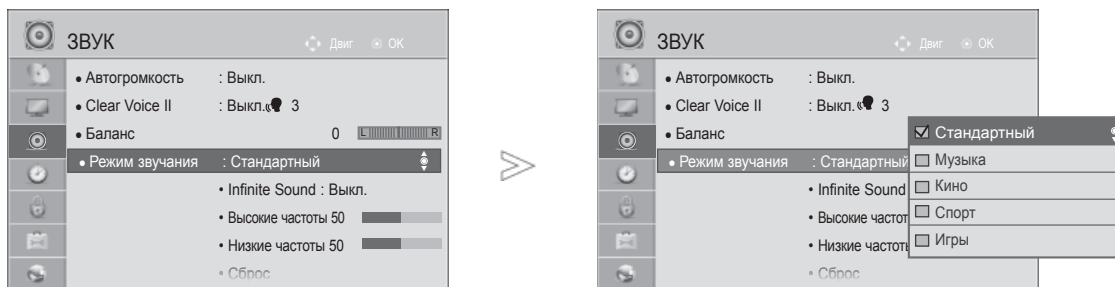 ЗВУК
Двиг ОК
• Автогромкость : Выкл.
• Clear Voice II : Выкл. 3
• Баланс 0 L R
• Режим звучания : Стандартный
• Infinite Sound : Выкл.
• Высокие частоты 50
• Низкие частоты 50
• Сброс
ЗВУК
Двиг ОК
• Автогромкость : Выкл.
• Clear Voice II : Выкл. 3
• Баланс
• Режим звучания : Стандартный
• Infinite Sound
• Высокие частот
• Низкие частоты
• Сброс
Стандартный
Музыка
Кино
Спорт
Игры